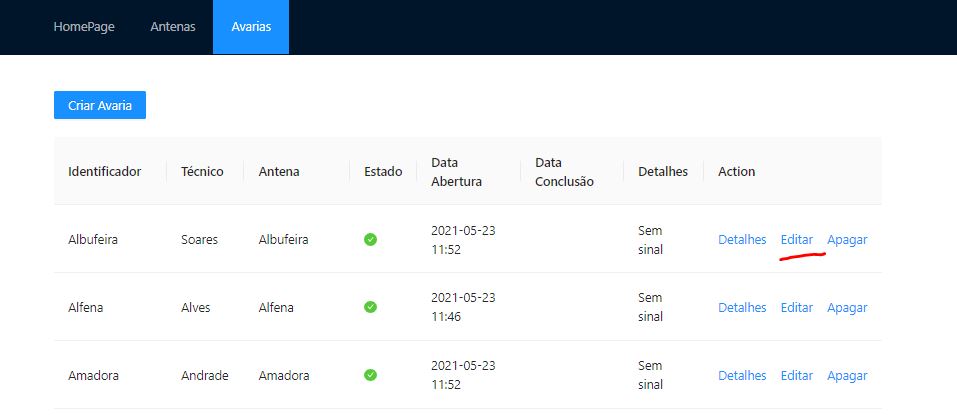 HomePage Antenas Avarias
Criar Avaria
Identificador Técnico Antena Estado Data Abertura Data Conclusão Detalhes Action
Albufeira Soares Albufeira 2021-05-23 11:52 Sem sinal Detalhes Editar Apagar
Alfena Alves Alfena 2021-05-23 11:46 Sem sinal Detalhes Editar Apagar
Amadora Andrade Amadora 2021-05-23 11:52 Sem sinal Detalhes Editar Apagar